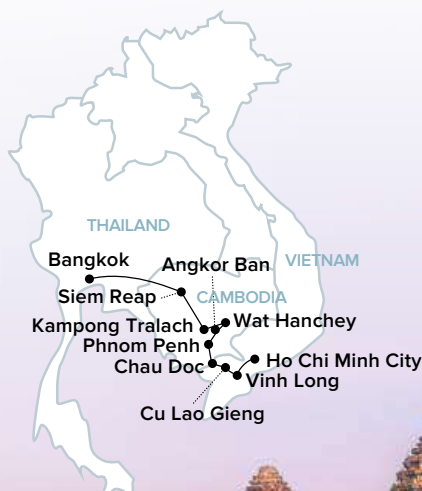 THAILAND
Bangkok
Angkor Ban
VIETNAM
Siem Reap
CAMBODIA
Kampong Tralach
Wat Hanchey
Phnom Penh
Chau Doc
Ho Chi Minh City
Vinh Long
Cu Lao Gieng